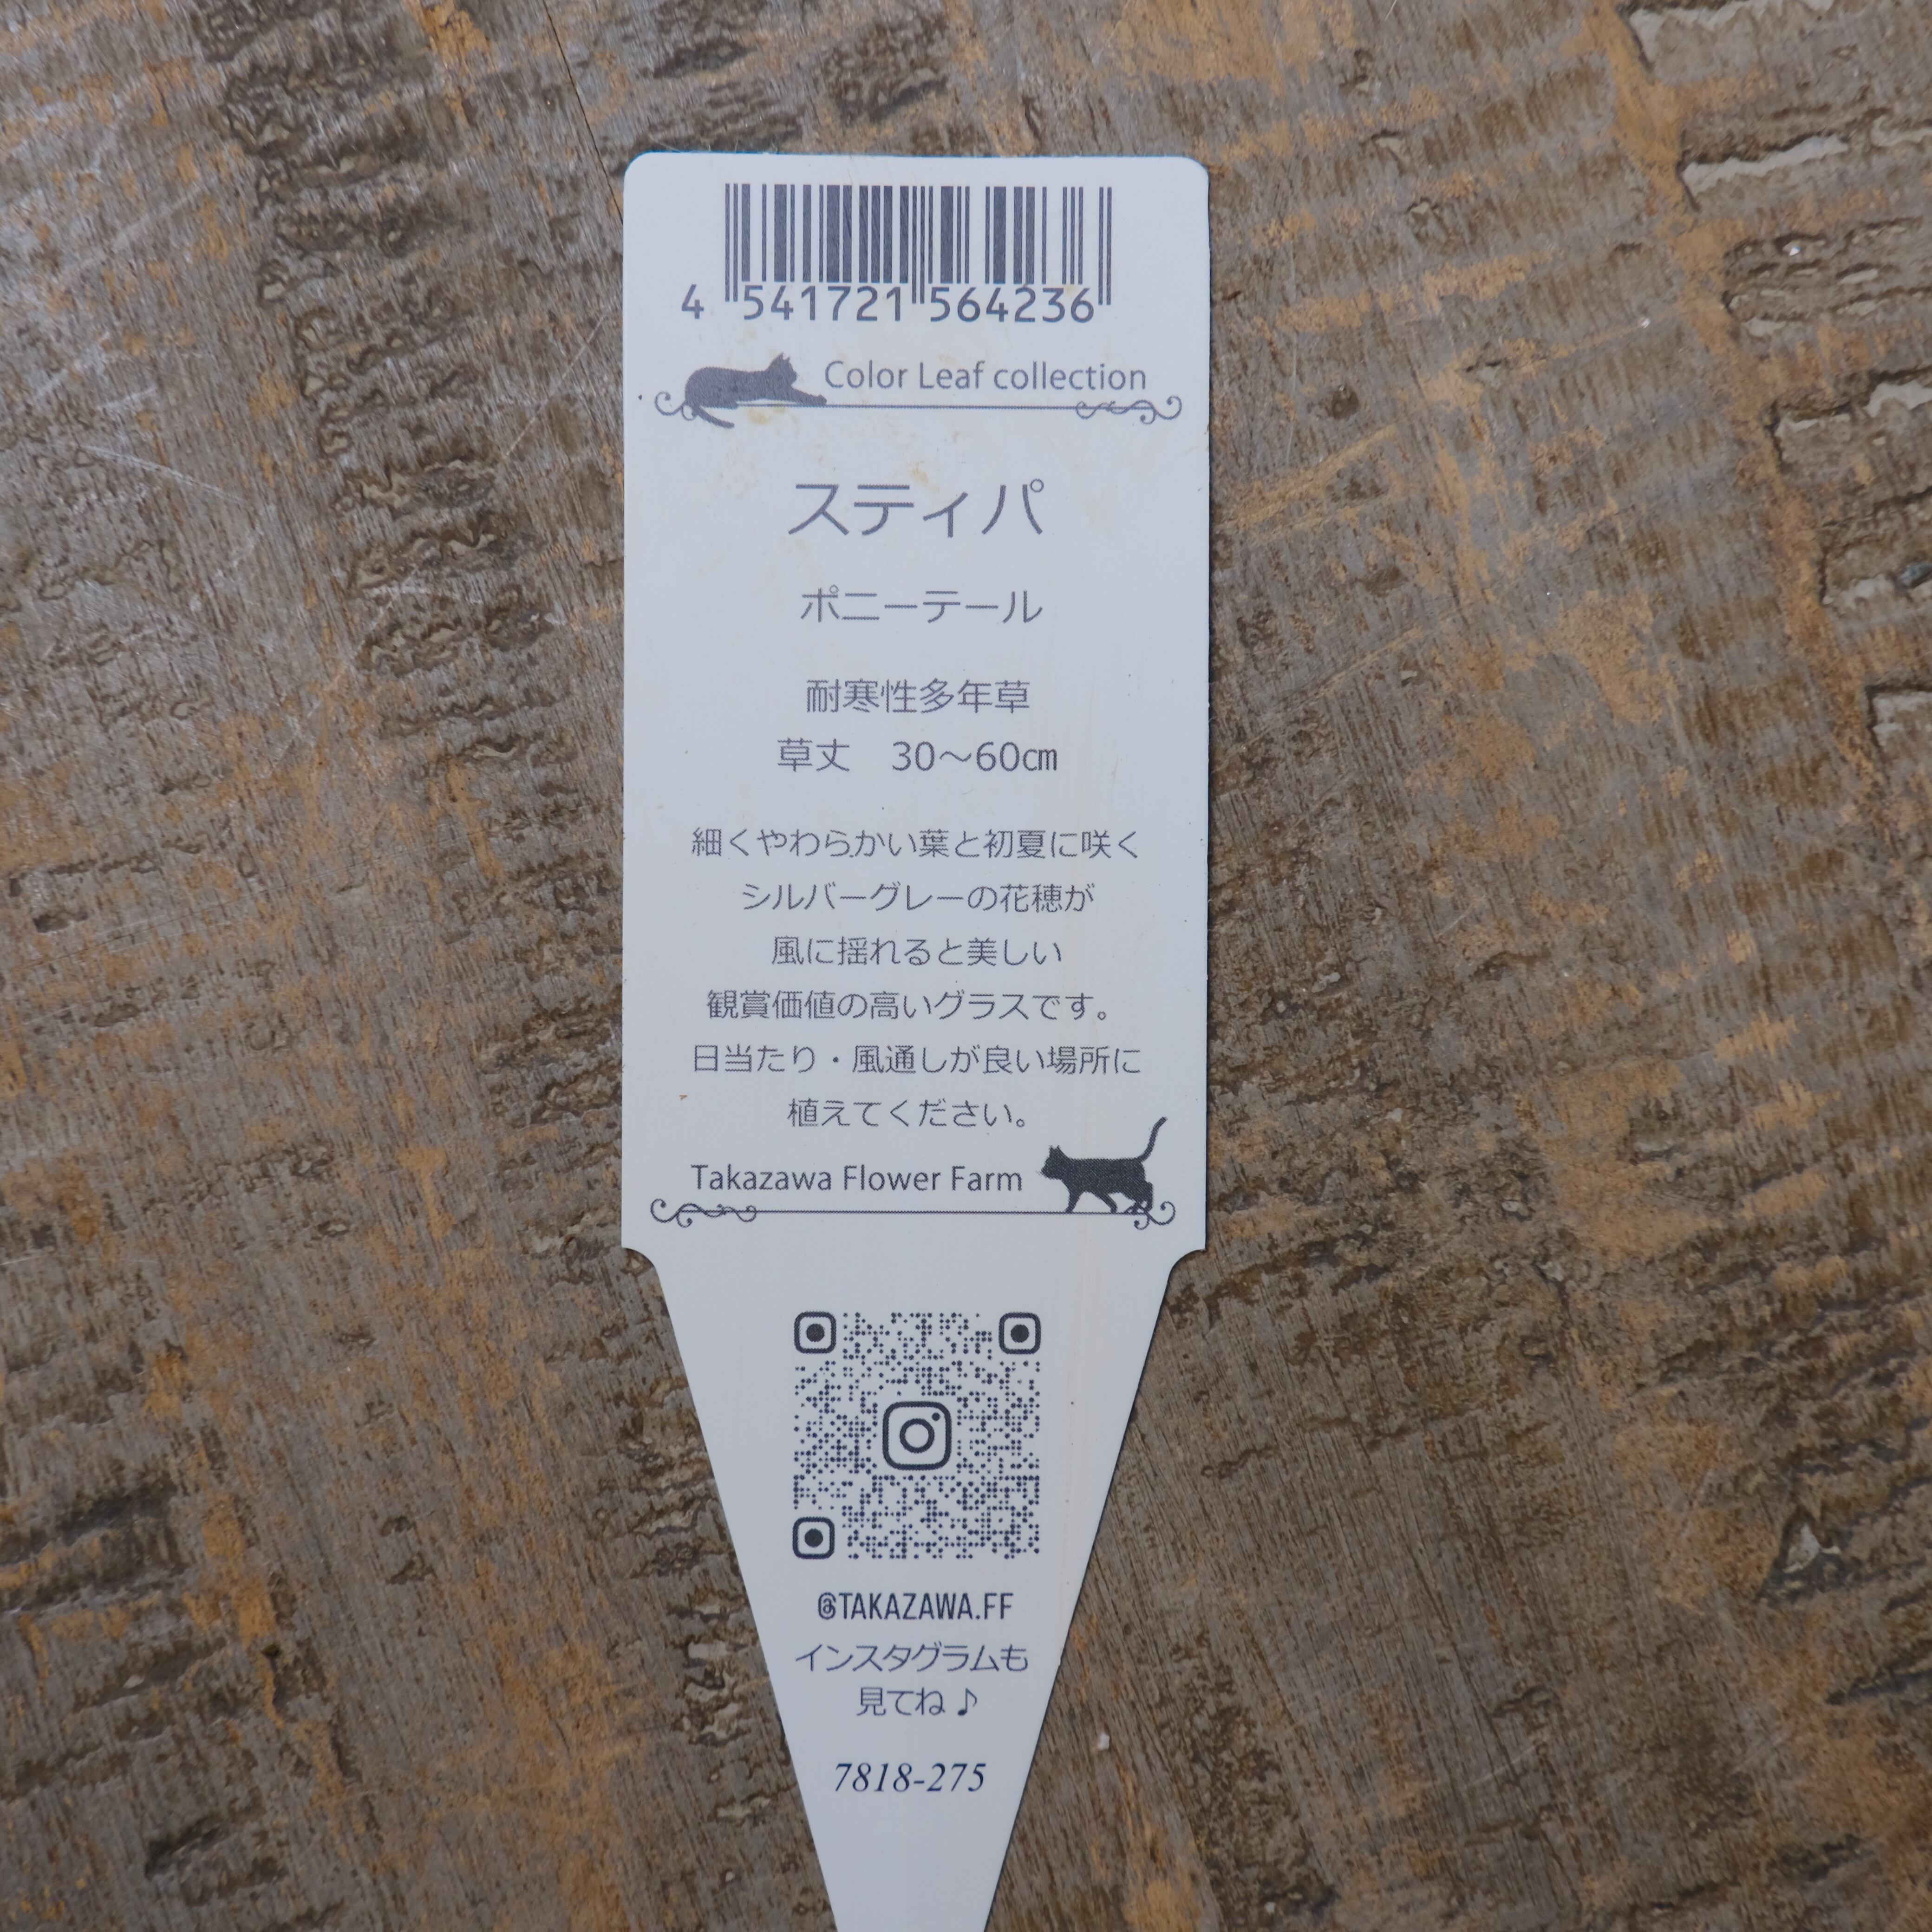 4 541721 564236
Color Leaf collection
スティパ
ポニーテール
耐寒性多年草
草丈　30～60㎝
細くやわらかい葉と初夏に咲く
シルバーグレーの花穂が
風に揺れると美しい
観賞価値の高いグラスです。
日当たり・風通しが良い場所に
植えてください。
Takazawa Flower Farm
@TAKAZAWA.FF
インスタグラムも
見てね♪
7818-275